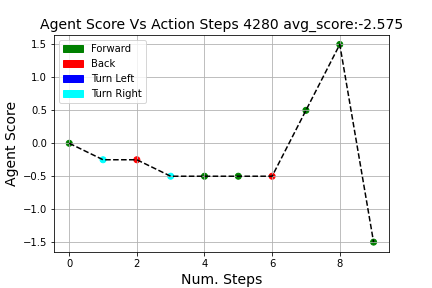 Agent Score Vs Action Steps 4280 avg_score:-2.575
1.5
1.0
0.5
0.0
−0.5
−1.0
−1.5
Agent Score
Forward
Back
Turn Left
Turn Right
0
2
4
6
8
Num. Steps